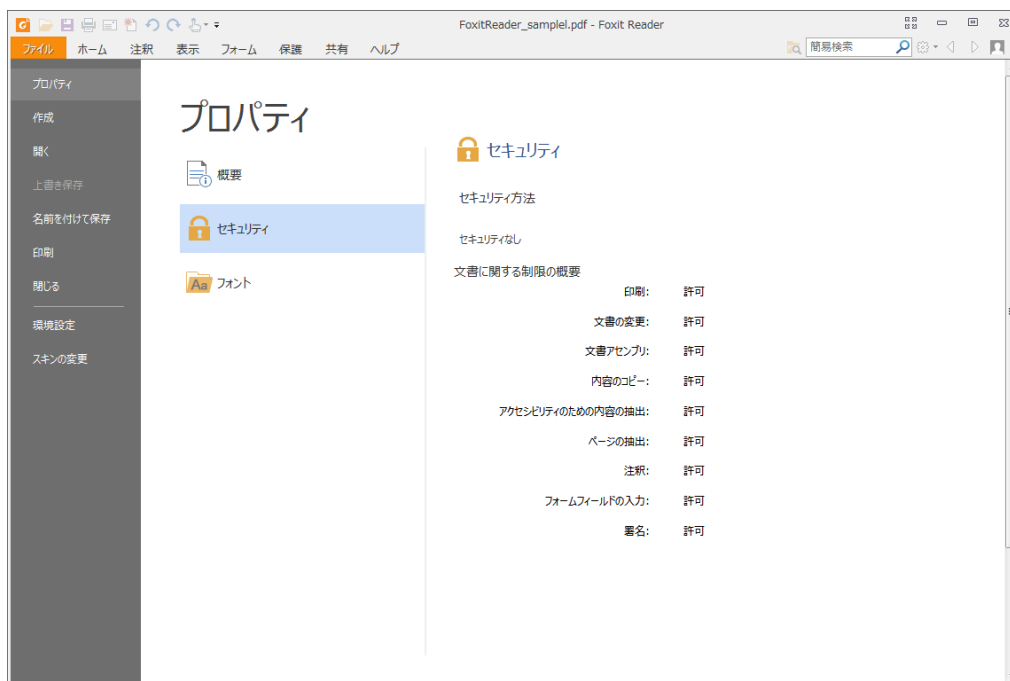 FoxitReader_samplel.pdf - Foxit Reader
ファイル ホーム 注釈 表示 フォーム 保護 共有 ヘルプ 簡易検索
プロパティ
作成
開く
上書き保存
名前を付けて保存
印刷
閉じる
環境設定
スキンの変更
プロパティ
概要
セキュリティ
Aa フォント
セキュリティ
セキュリティ方法
セキュリティなし
文書に関する制限の概要
印刷: 許可
文書の変更: 許可
文書アセンブリ: 許可
内容のコピー: 許可
アクセシビリティのための内容の抽出: 許可
ページの抽出: 許可
注釈: 許可
フォームフィールドの入力: 許可
署名: 許可